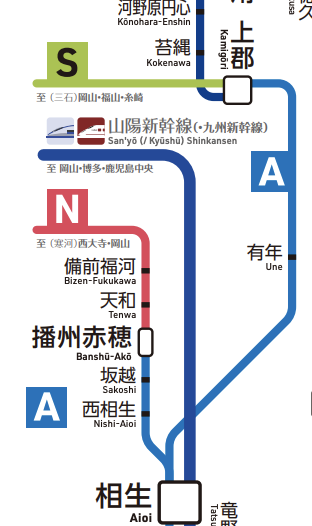 河野原円心
Kōnohara-Enshin
上郡
Kamigōri
苔縄
Kokenawa
S
至 (三石)岡山・福山・糸崎
山陽新幹線(・九州新幹線)
San'yō (/ Kyūshū) Shinkansen
至 岡山・博多・鹿児島中央
A
N
至 (寒河)西大寺・岡山
有年
Une
備前福河
Bizen-Fukukawa
天和
Tenwa
播州赤穂
Banshū-Akō
坂越
Sakoshi
A
西相生
Nishi-Aioi
相生
Aioi
竜野
Tatsu